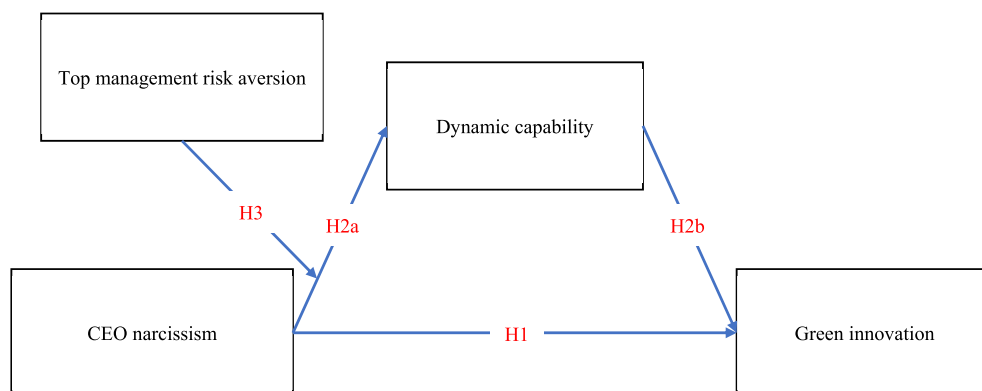 Top management risk aversion
Dynamic capability
H3
H2a
H2b
CEO narcissism
H1
Green innovation